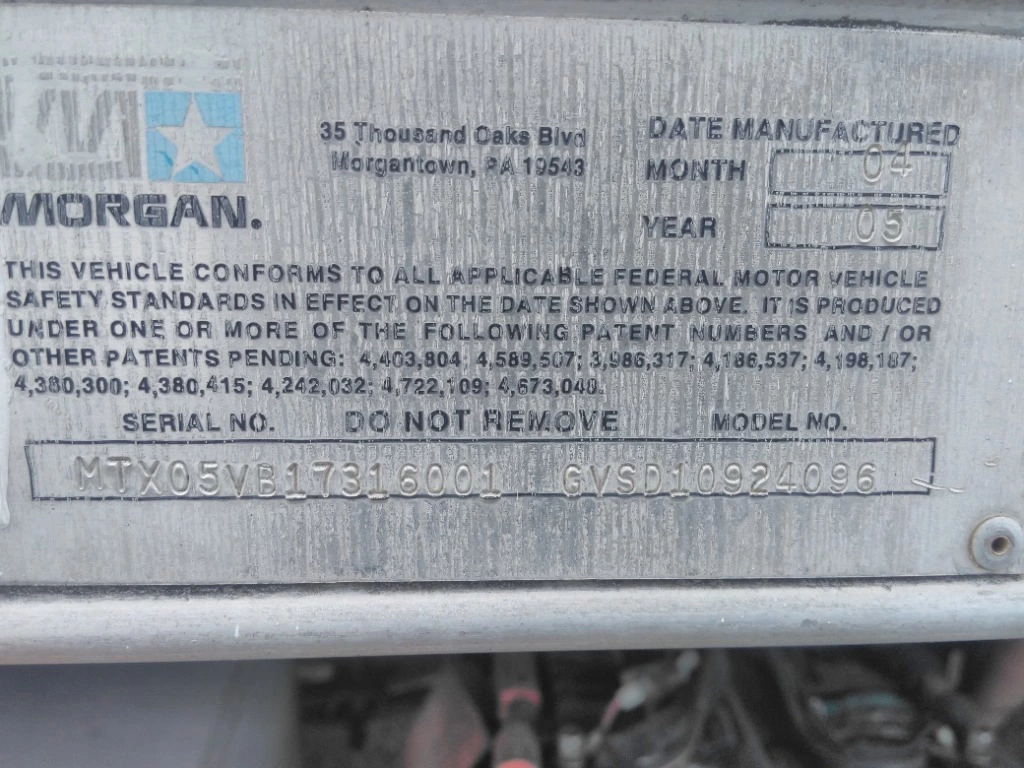 MORGAN.
35 Thousand Oaks Blvd
Morgantown, PA 19543
DATE MANUFACTURED
MONTH 04
YEAR 05
THIS VEHICLE CONFORMS TO ALL APPLICABLE FEDERAL MOTOR VEHICLE
SAFETY STANDARDS IN EFFECT ON THE DATE SHOWN ABOVE. IT IS PRODUCED
UNDER ONE OR MORE OF THE FOLLOWING PATENT NUMBERS AND / OR
OTHER PATENTS PENDING: 4,403,804; 4,589,507; 3,986,317; 4,186,537; 4,198,187;
4,380,300; 4,380,415; 4,242,032; 4,722,109; 4,673,048.
SERIAL NO. DO NOT REMOVE MODEL NO.
MTX05VB17316001 GVSD10924096